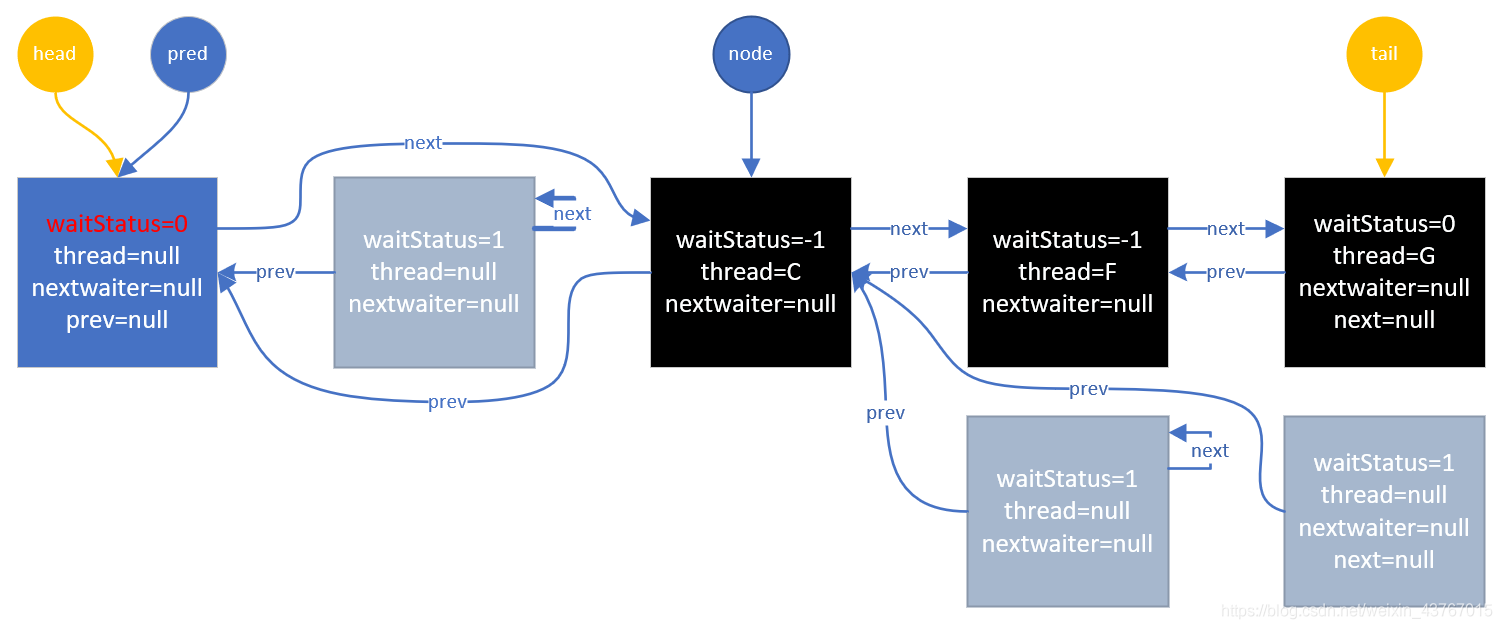 head
pred
node
tail
next
waitStatus=0
thread=null
nextwaiter=null
prev=null
prev
waitStatus=1
thread=null
nextwaiter=null
next
prev
waitStatus=-1
thread=C
nextwaiter=null
next
prev
waitStatus=-1
thread=F
nextwaiter=null
next
prev
waitStatus=0
thread=G
nextwaiter=null
next=null
prev
prev
waitStatus=1
thread=null
nextwaiter=null
next
waitStatus=1
thread=null
nextwaiter=null
next=null
https://blog.csdn.net/weixin_43767015